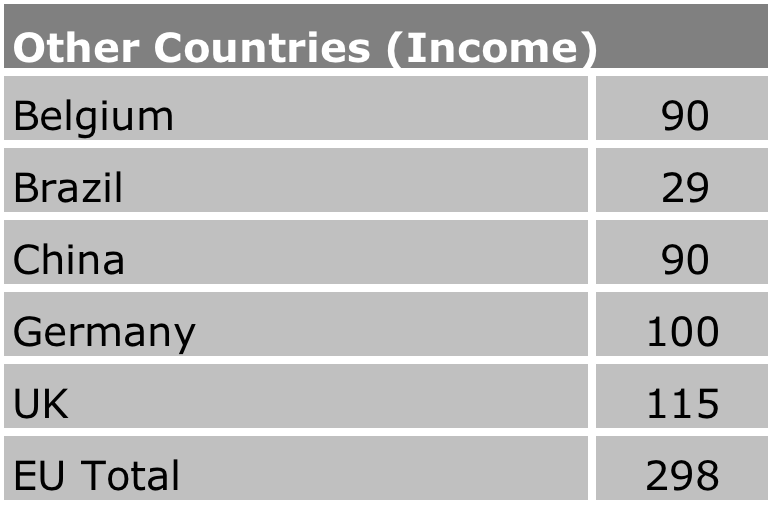 Other Countries (Income)
Belgium 90
Brazil 29
China 90
Germany 100
UK 115
EU Total 298